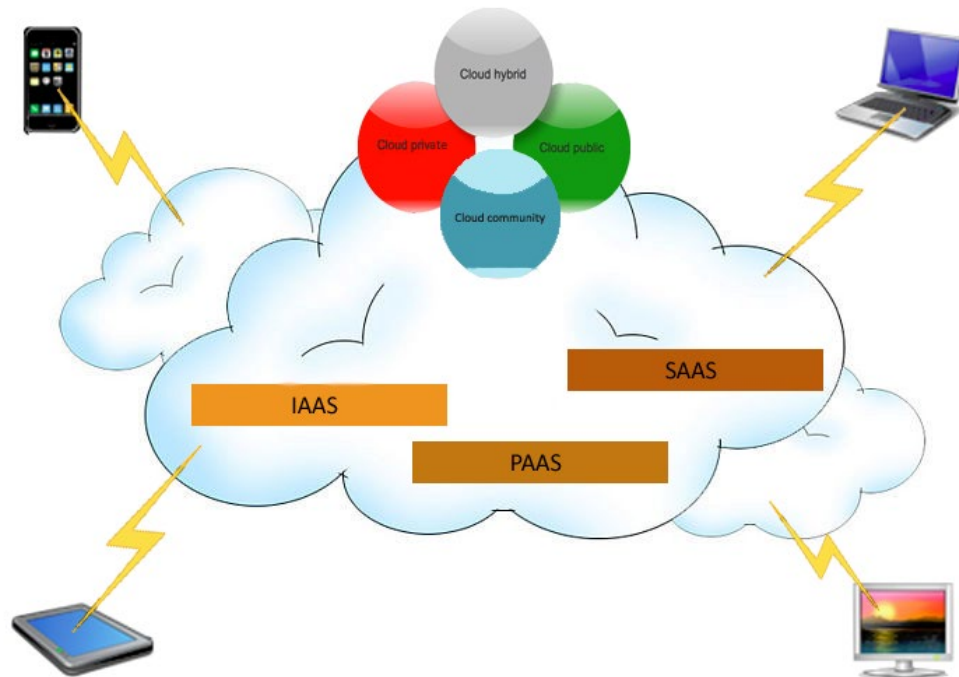 Cloud hybrid
Cloud private
Cloud public
Cloud community
SAAS
IAAS
PAAS